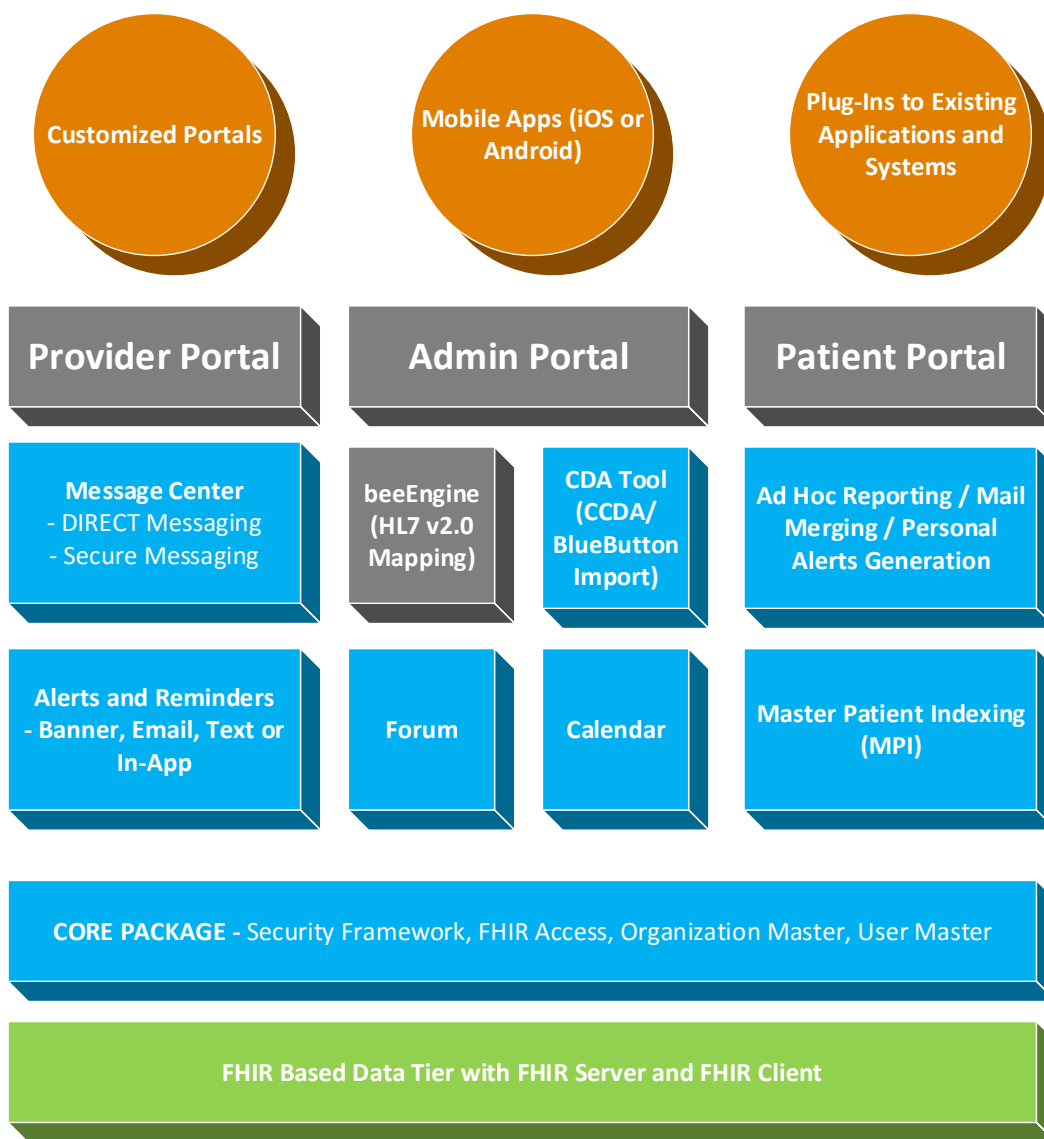 Customized Portals
Mobile Apps (iOS or
Android)
Plug-Ins to Existing
Applications and
Systems
Provider Portal
Admin Portal
Patient Portal
Message Center
- DIRECT Messaging
- Secure Messaging
beeEngine
(HL7 v2.0
Mapping)
CDA Tool
(CCDA/
BlueButton
Import)
Ad Hoc Reporting / Mail
Merging / Personal
Alerts Generation
Alerts and Reminders
- Banner, Email, Text or
In-App
Forum
Calendar
Master Patient Indexing
(MPI)
CORE PACKAGE - Security Framework, FHIR Access, Organization Master, User Master
FHIR Based Data Tier with FHIR Server and FHIR Client